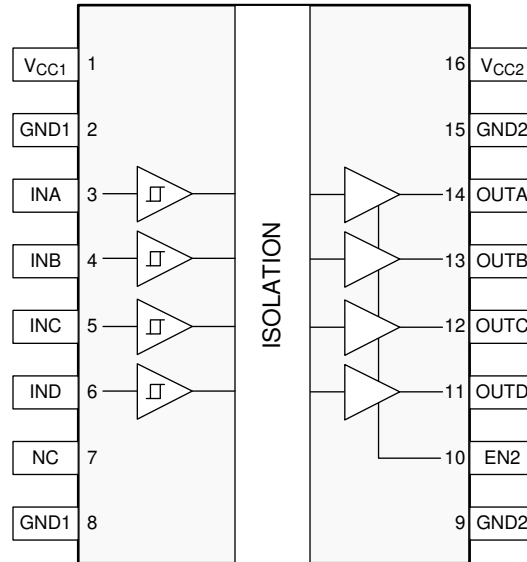 VCC1 1 16 VCC2
GND1 2 15 GND2
INA 3 14 OUTA
INB 4 13 OUTB
INC 5 12 OUTC
IND 6 11 OUTD
NC 7 10 EN2
GND1 8 9 GND2
ISOLATION